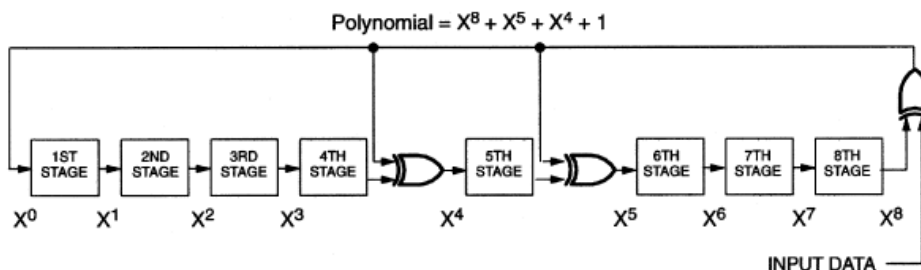 Polynomial = X⁸ + X⁵ + X⁴ + 1
1ST STAGE
2ND STAGE
3RD STAGE
4TH STAGE
5TH STAGE
6TH STAGE
7TH STAGE
8TH STAGE
X⁰ X¹ X² X³ X⁴ X⁵ X⁶ X⁷ X⁸
INPUT DATA